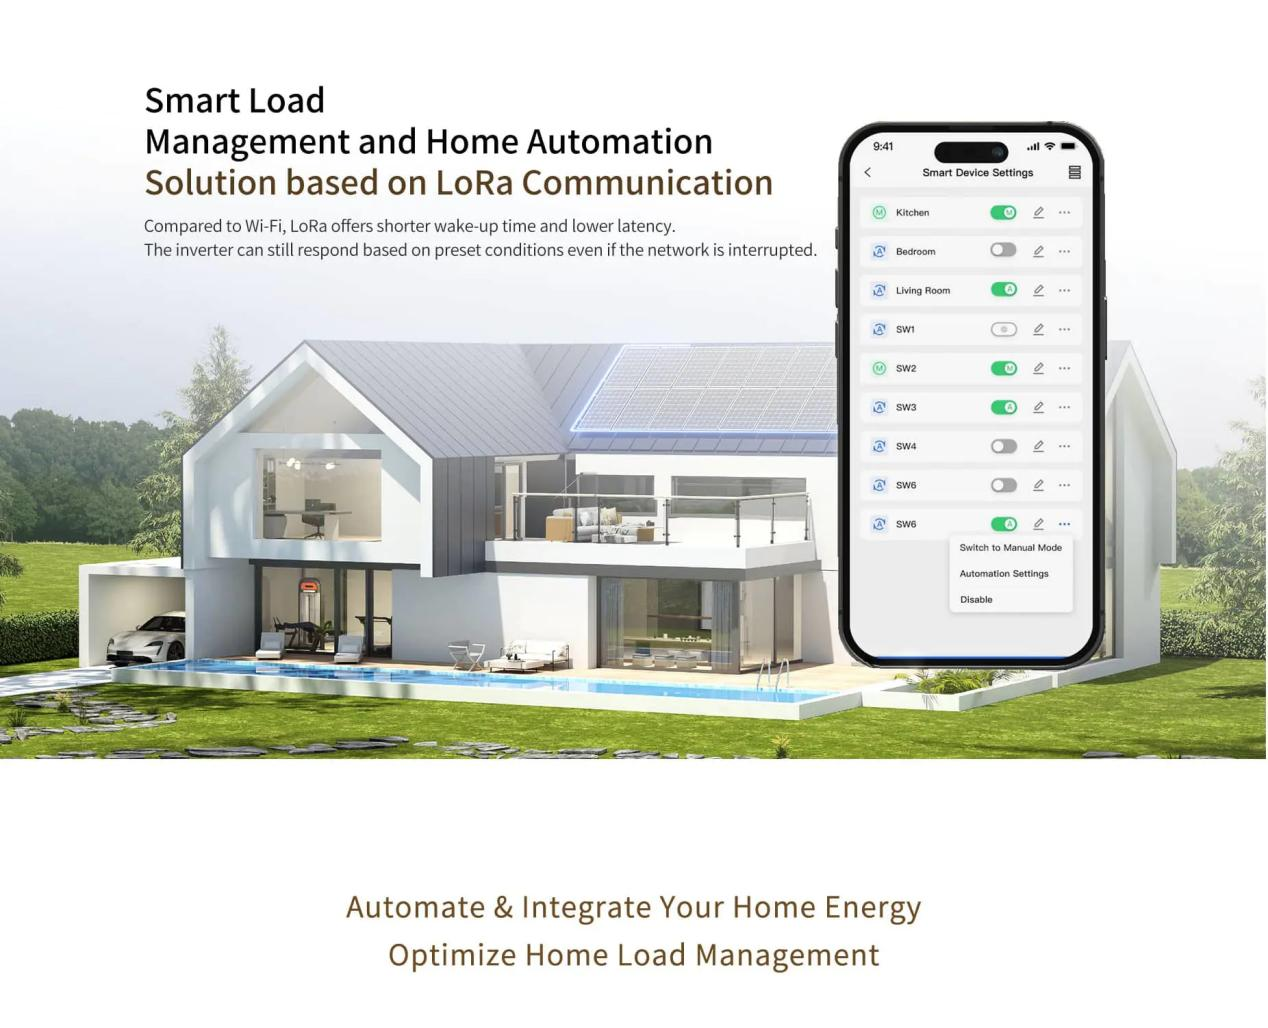 Smart Load
Management and Home Automation
Solution based on LoRa Communication
Compared to Wi-Fi, LoRa offers shorter wake-up time and lower latency.
The inverter can still respond based on preset conditions even if the network is interrupted.
9:41
Smart Device Settings
M Kitchen M
A Bedroom
A Living Room A
A SW1
M SW2 M
A SW3 A
A SW4
A SW6
A SW6 A
Switch to Manual Mode
Automation Settings
Disable
Automate & Integrate Your Home Energy
Optimize Home Load Management